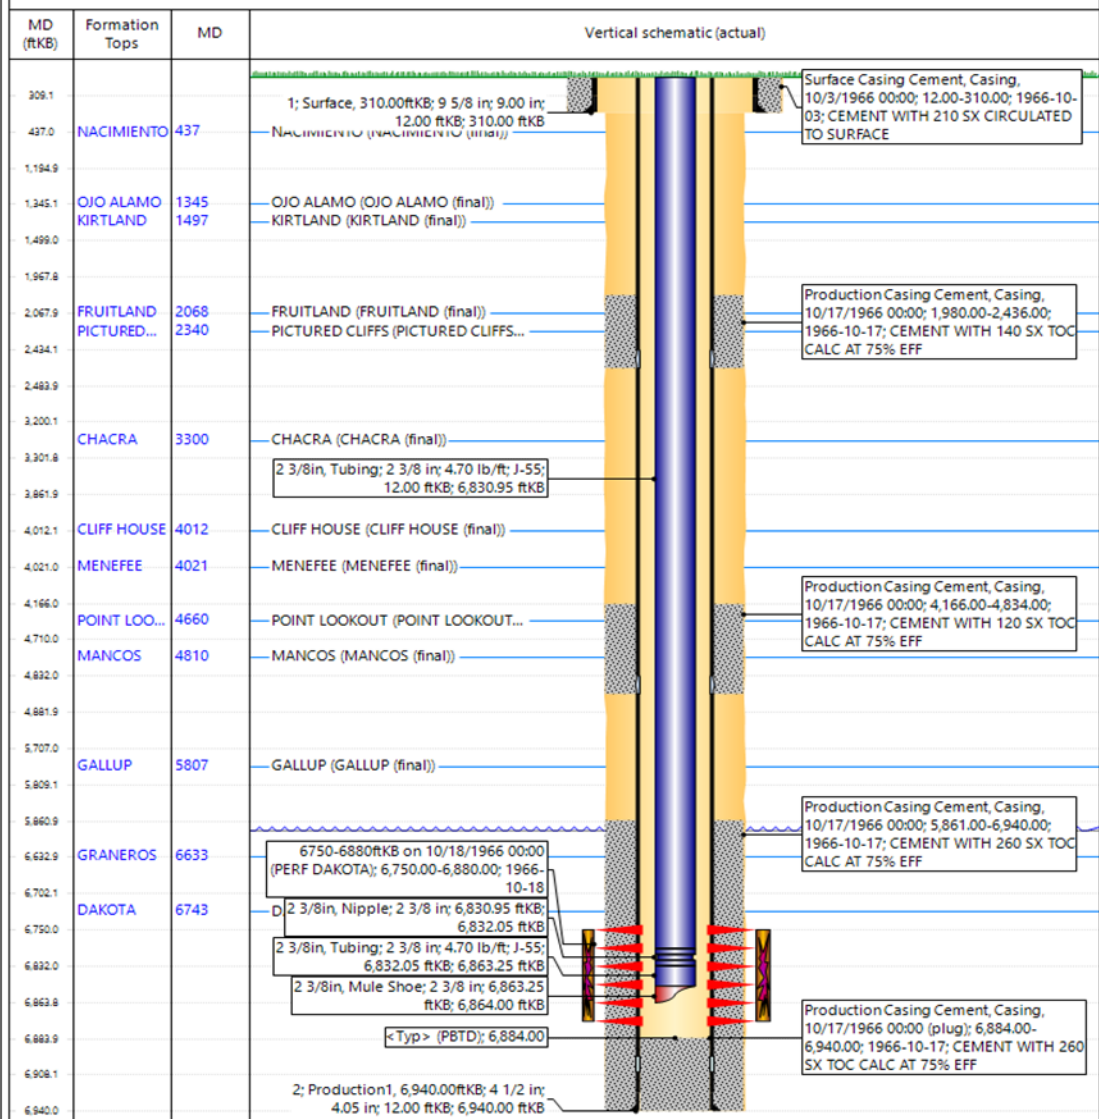 MD
(ftKB)
Formation
Tops
MD
Vertical schematic (actual)
309.1
437.0
1,194.9
1,345.1
1,499.0
1,967.8
2,067.9
2,434.1
2,483.9
3,200.1
3,301.8
3,861.9
4,012.1
4,021.0
4,166.0
4,710.0
4,832.0
4,881.9
5,707.0
5,809.1
5,860.9
6,632.9
6,702.1
6,750.0
6,832.0
6,863.8
6,883.9
6,908.1
6,940.0
NACIMIENTO 437
OJO ALAMO 1345
KIRTLAND 1497
FRUITLAND 2068
PICTURED... 2340
CHACRA 3300
CLIFF HOUSE 4012
MENEFEE 4021
POINT LOO... 4660
MANCOS 4810
GALLUP 5807
GRANEROS 6633
DAKOTA 6743
1; Surface, 310.00ftKB; 9 5/8 in; 9.00 in;
12.00 ftKB; 310.00 ftKB
NACIMIENTO (NACIMIENTO (final))
OJO ALAMO (OJO ALAMO (final))
KIRTLAND (KIRTLAND (final))
FRUITLAND (FRUITLAND (final))
PICTURED CLIFFS (PICTURED CLIFFS...
CHACRA (CHACRA (final))
2 3/8in, Tubing; 2 3/8 in; 4.70 lb/ft; J-55;
12.00 ftKB; 6,830.95 ftKB
CLIFF HOUSE (CLIFF HOUSE (final))
MENEFEE (MENEFEE (final))
POINT LOOKOUT (POINT LOOKOUT...
MANCOS (MANCOS (final))
GALLUP (GALLUP (final))
6750-6880ftKB on 10/18/1966 00:00
(PERF DAKOTA); 6,750.00-6,880.00; 1966-
10-18
D
2 3/8in, Nipple; 2 3/8 in; 6,830.95 ftKB;
6,832.05 ftKB
2 3/8in, Tubing; 2 3/8 in; 4.70 lb/ft; J-55;
6,832.05 ftKB; 6,863.25 ftKB
2 3/8in, Mule Shoe; 2 3/8 in; 6,863.25
ftKB; 6,864.00 ftKB
<Typ> (PBTD); 6,884.00
2; Production1, 6,940.00ftKB; 4 1/2 in;
4.05 in; 12.00 ftKB; 6,940.00 ftKB
Surface Casing Cement, Casing,
10/3/1966 00:00; 12.00-310.00; 1966-10-
03; CEMENT WITH 210 SX CIRCULATED
TO SURFACE
Production Casing Cement, Casing,
10/17/1966 00:00; 1,980.00-2,436.00;
1966-10-17; CEMENT WITH 140 SX TOC
CALC AT 75% EFF
Production Casing Cement, Casing,
10/17/1966 00:00; 4,166.00-4,834.00;
1966-10-17; CEMENT WITH 120 SX TOC
CALC AT 75% EFF
Production Casing Cement, Casing,
10/17/1966 00:00; 5,861.00-6,940.00;
1966-10-17; CEMENT WITH 260 SX TOC
CALC AT 75% EFF
Production Casing Cement, Casing,
10/17/1966 00:00 (plug); 6,884.00-
6,940.00; 1966-10-17; CEMENT WITH 260
SX TOC CALC AT 75% EFF